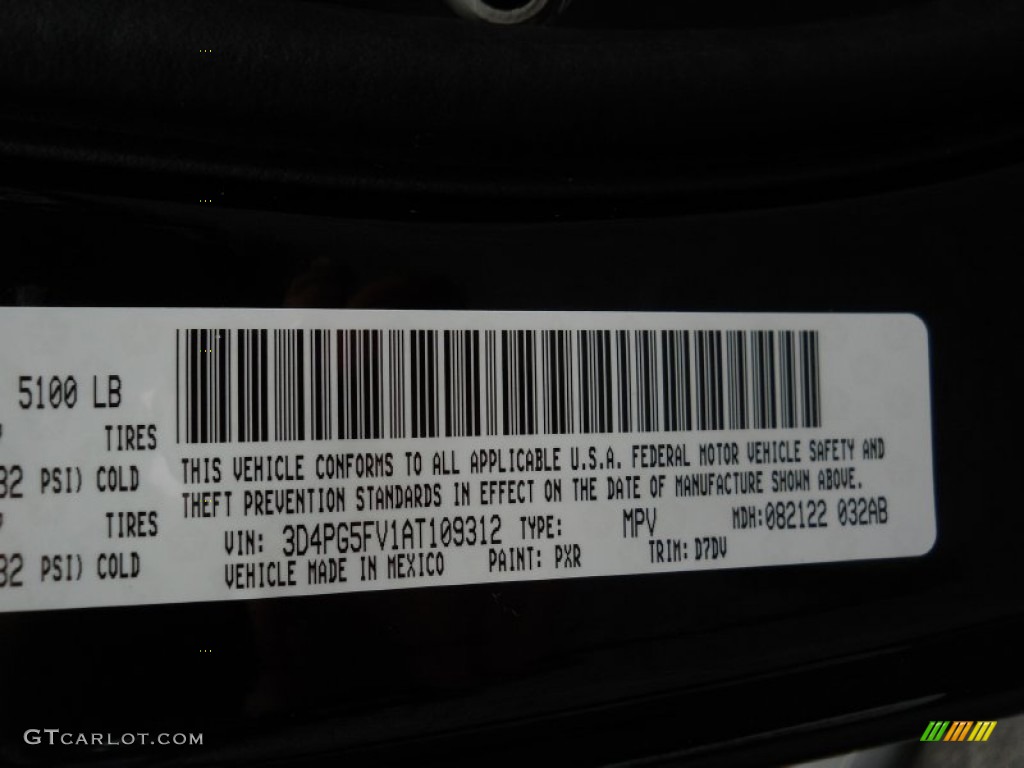 5100 LB
TIRES
PSI) COLD
TIRES
PSI) COLD
THIS VEHICLE CONFORMS TO ALL APPLICABLE U.S.A. FEDERAL MOTOR VEHICLE SAFETY AND
THEFT PREVENTION STANDARDS IN EFFECT ON THE DATE OF MANUFACTURE SHOWN ABOVE.
VIN: 3D4PG5FV1AT109312 TYPE: MPV MDH:082122 032AB
VEHICLE MADE IN MEXICO PAINT: PXR TRIM: D7DV
GTCARLOT.COM